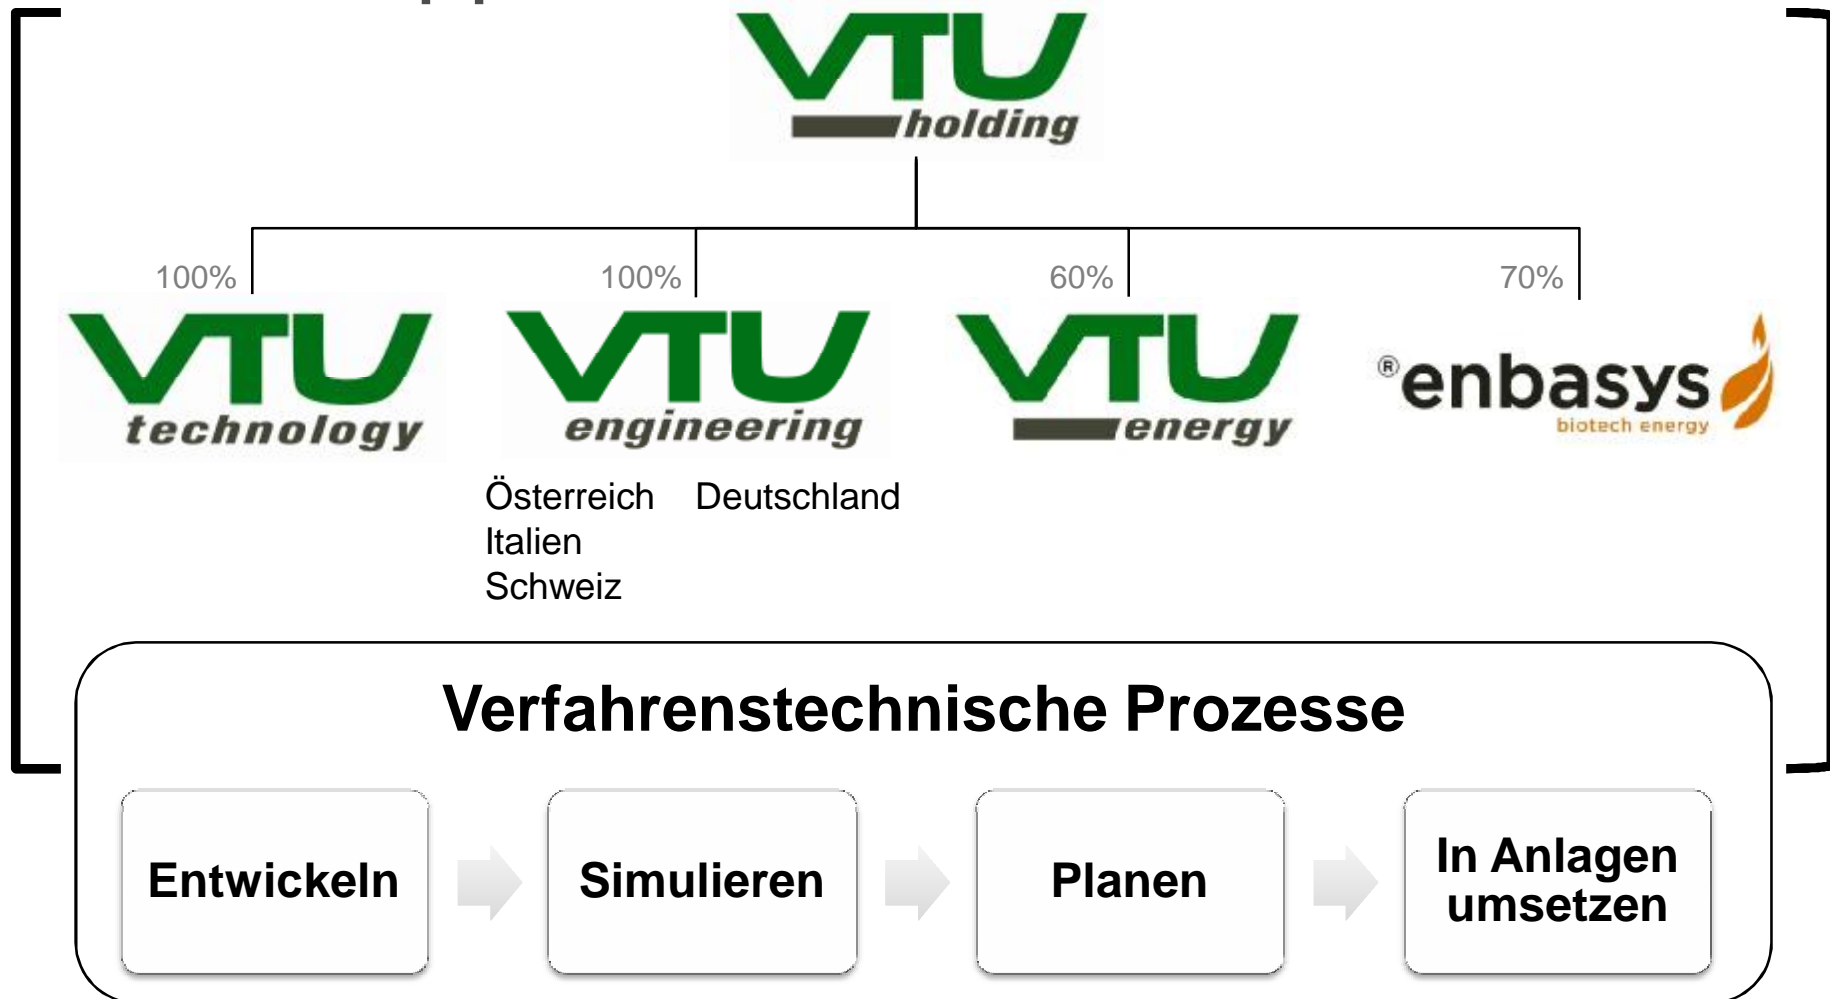 VTU
holding
100% 100% 60% 70%
VTU
technology
VTU
engineering
VTU
energy
®enbasys
biotech energy
Österreich Deutschland
Italien
Schweiz
Verfahrenstechnische Prozesse
Entwickeln
Simulieren
Planen
In Anlagen
umsetzen